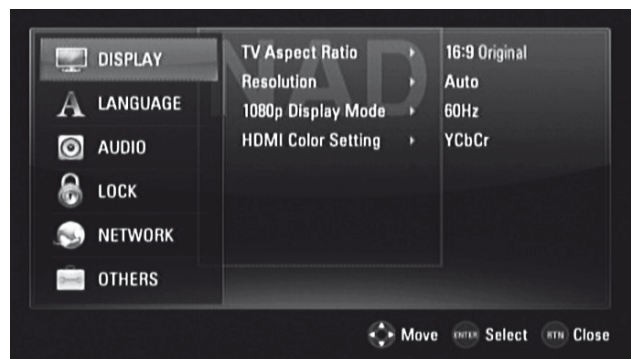 NAD
DISPLAY
LANGUAGE
AUDIO
LOCK
NETWORK
OTHERS
TV Aspect Ratio 16:9 Original
Resolution Auto
1080p Display Mode 60Hz
HDMI Color Setting YCbCr
Move ENTER Select RTN Close